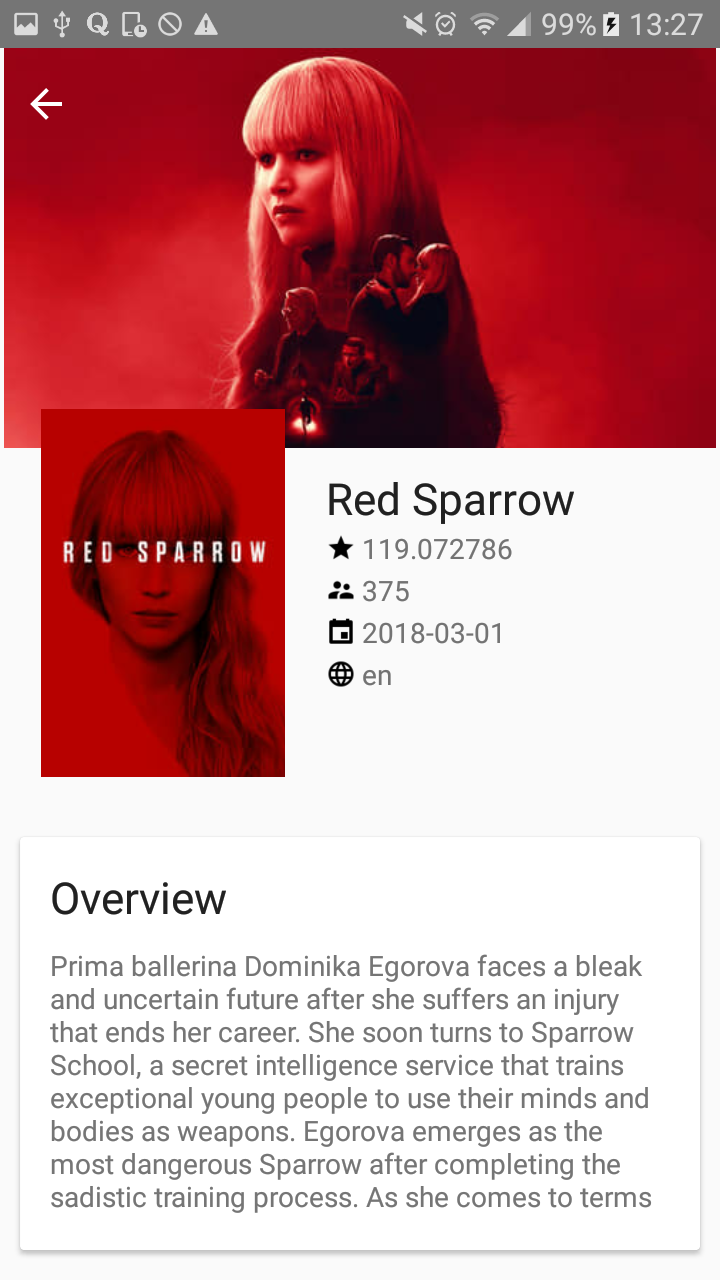 99% 13:27
RED SPARROW
Red Sparrow
119.072786
375
2018-03-01
en
Overview
Prima ballerina Dominika Egorova faces a bleak
and uncertain future after she suffers an injury
that ends her career. She soon turns to Sparrow
School, a secret intelligence service that trains
exceptional young people to use their minds and
bodies as weapons. Egorova emerges as the
most dangerous Sparrow after completing the
sadistic training process. As she comes to terms